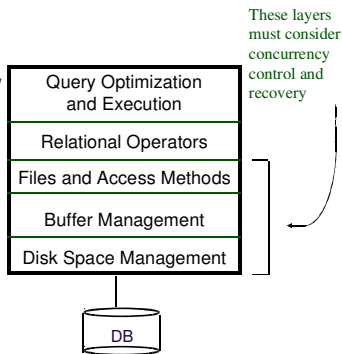 These layers
must consider
concurrency
control and
recovery
Query Optimization
and Execution
Relational Operators
Files and Access Methods
Buffer Management
Disk Space Management
DB